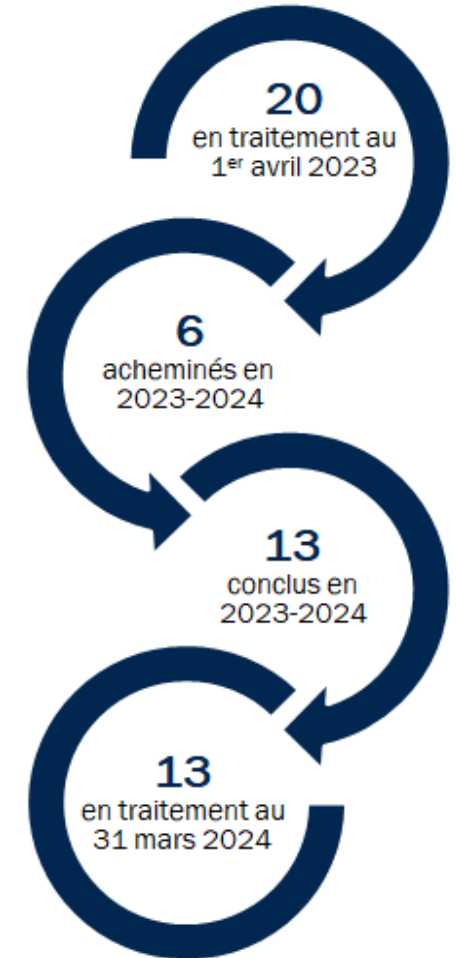 20
en traitement au
1er avril 2023
6
acheminés en
2023-2024
13
conclus en
2023-2024
13
en traitement au
31 mars 2024